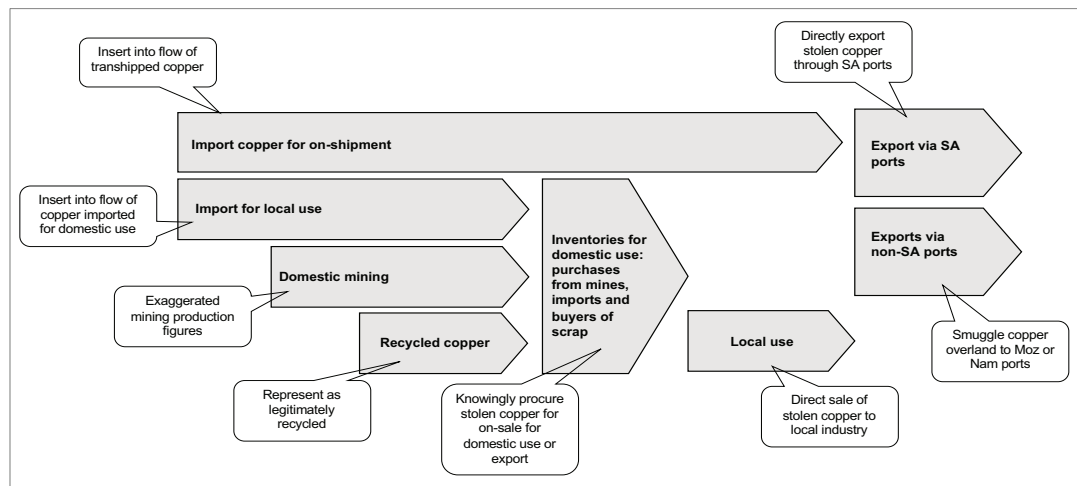 Insert into flow of
transhipped copper
Directly export
stolen copper
through SA ports
Import copper for on-shipment
Export via SA
ports
Insert into flow of
copper imported
for domestic use
Import for local use
Inventories for
domestic use:
purchases
from mines,
imports and
buyers of
scrap
Exports via
non-SA ports
Domestic mining
Exaggerated
mining production
figures
Recycled copper
Local use
Smuggle copper
overland to Moz or
Nam ports
Represent as
legitimately
recycled
Knowingly procure
stolen copper for
on-sale for
domestic use or
export
Direct sale of
stolen copper to
local industry